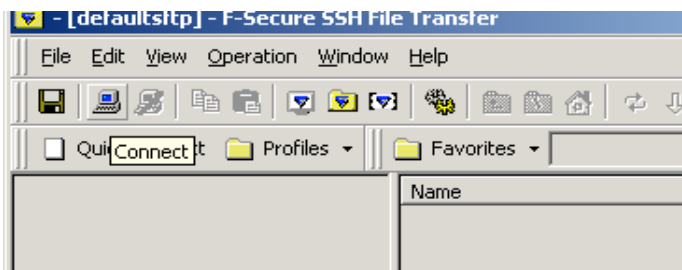 - [defaultsftp] - F-Secure SSH File Transfer
File Edit View Operation Window Help
Qui Connect t Profiles Favorites
Name